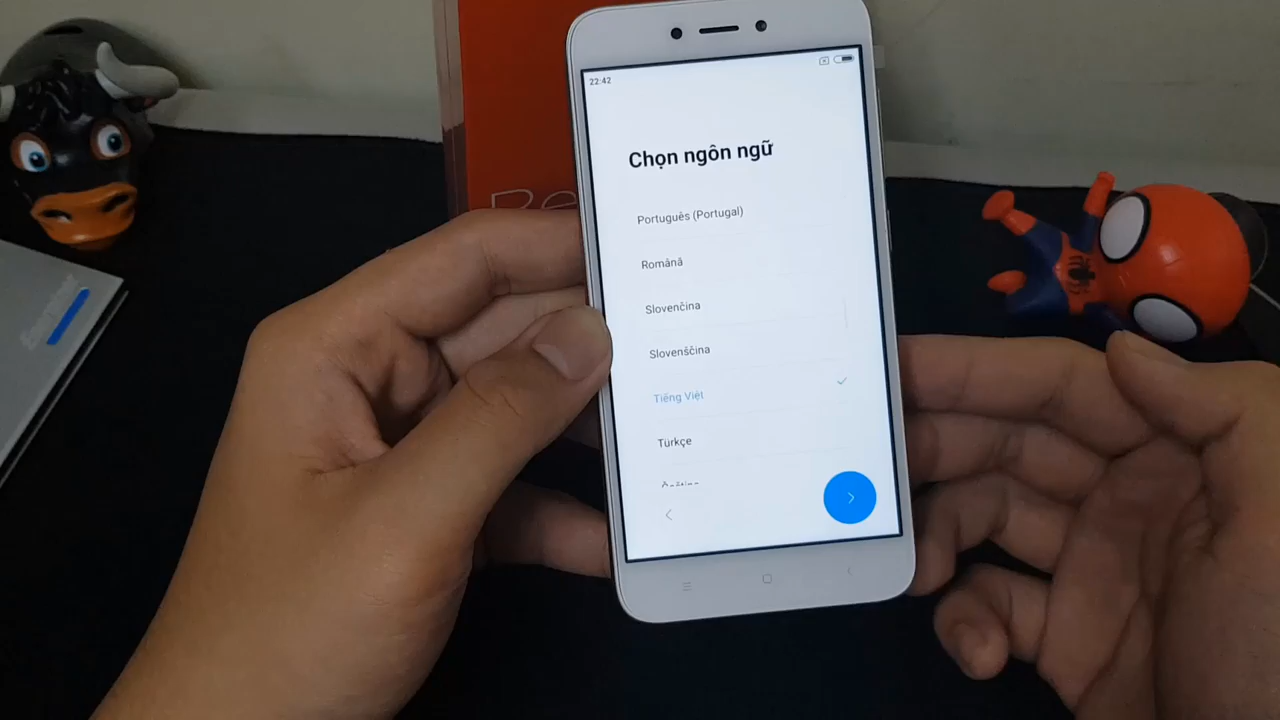 22:42
Chọn ngôn ngữ
Português (Portugal)
Română
Slovenčina
Slovenščina
Tiếng Việt
Türkçe